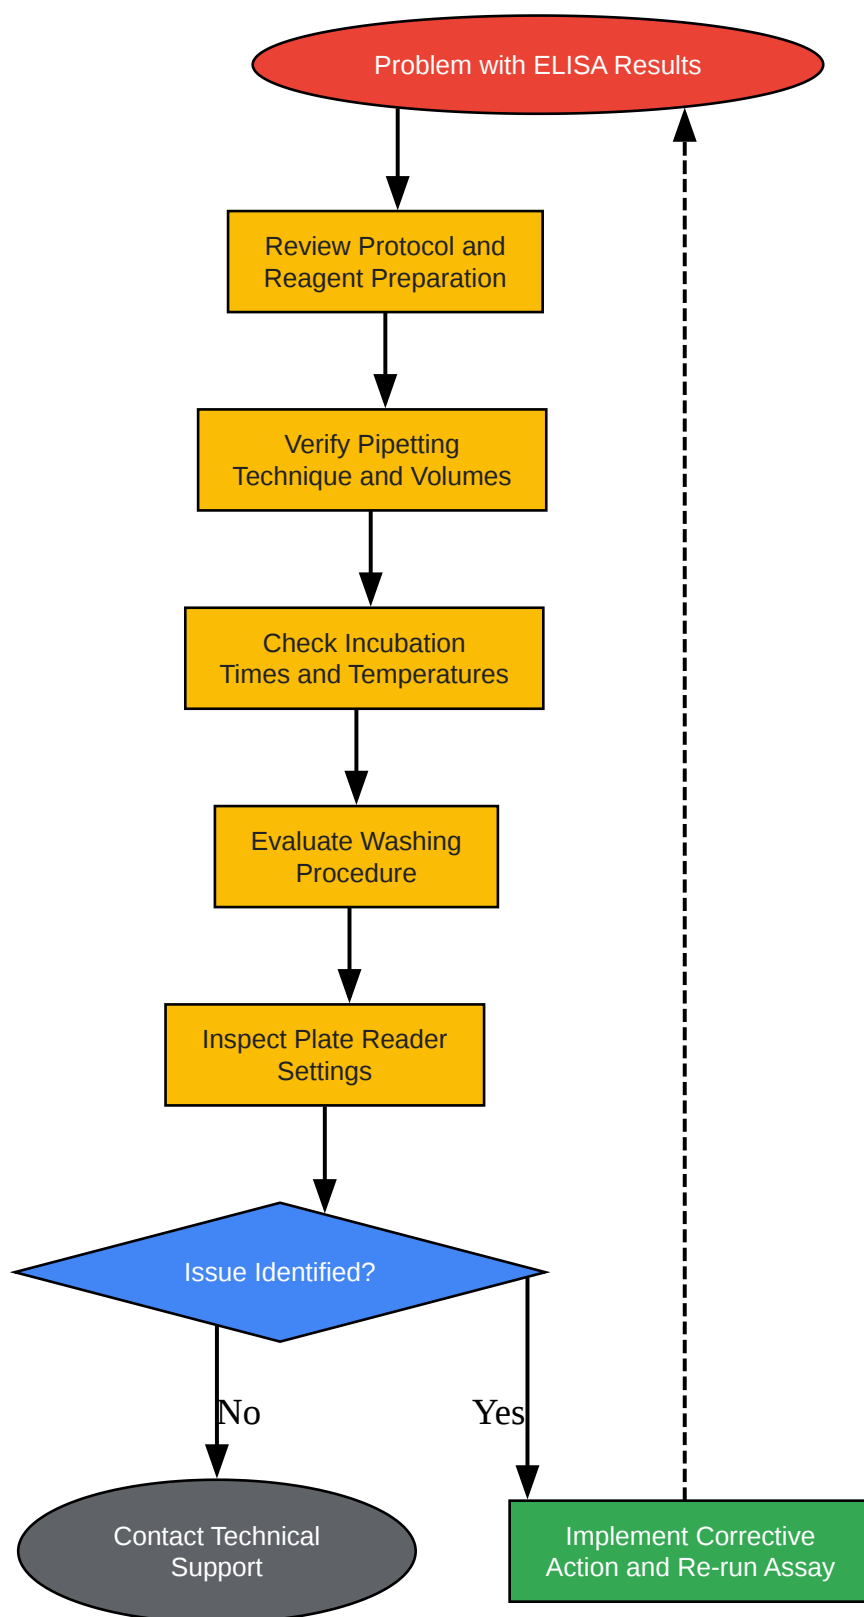 Problem with ELISA Results
Review Protocol and
Reagent Preparation
Verify Pipetting
Technique and Volumes
Check Incubation
Times and Temperatures
Evaluate Washing
Procedure
Inspect Plate Reader
Settings
Issue Identified?
No
Yes
Contact Technical
Support
Implement Corrective
Action and Re-run Assay